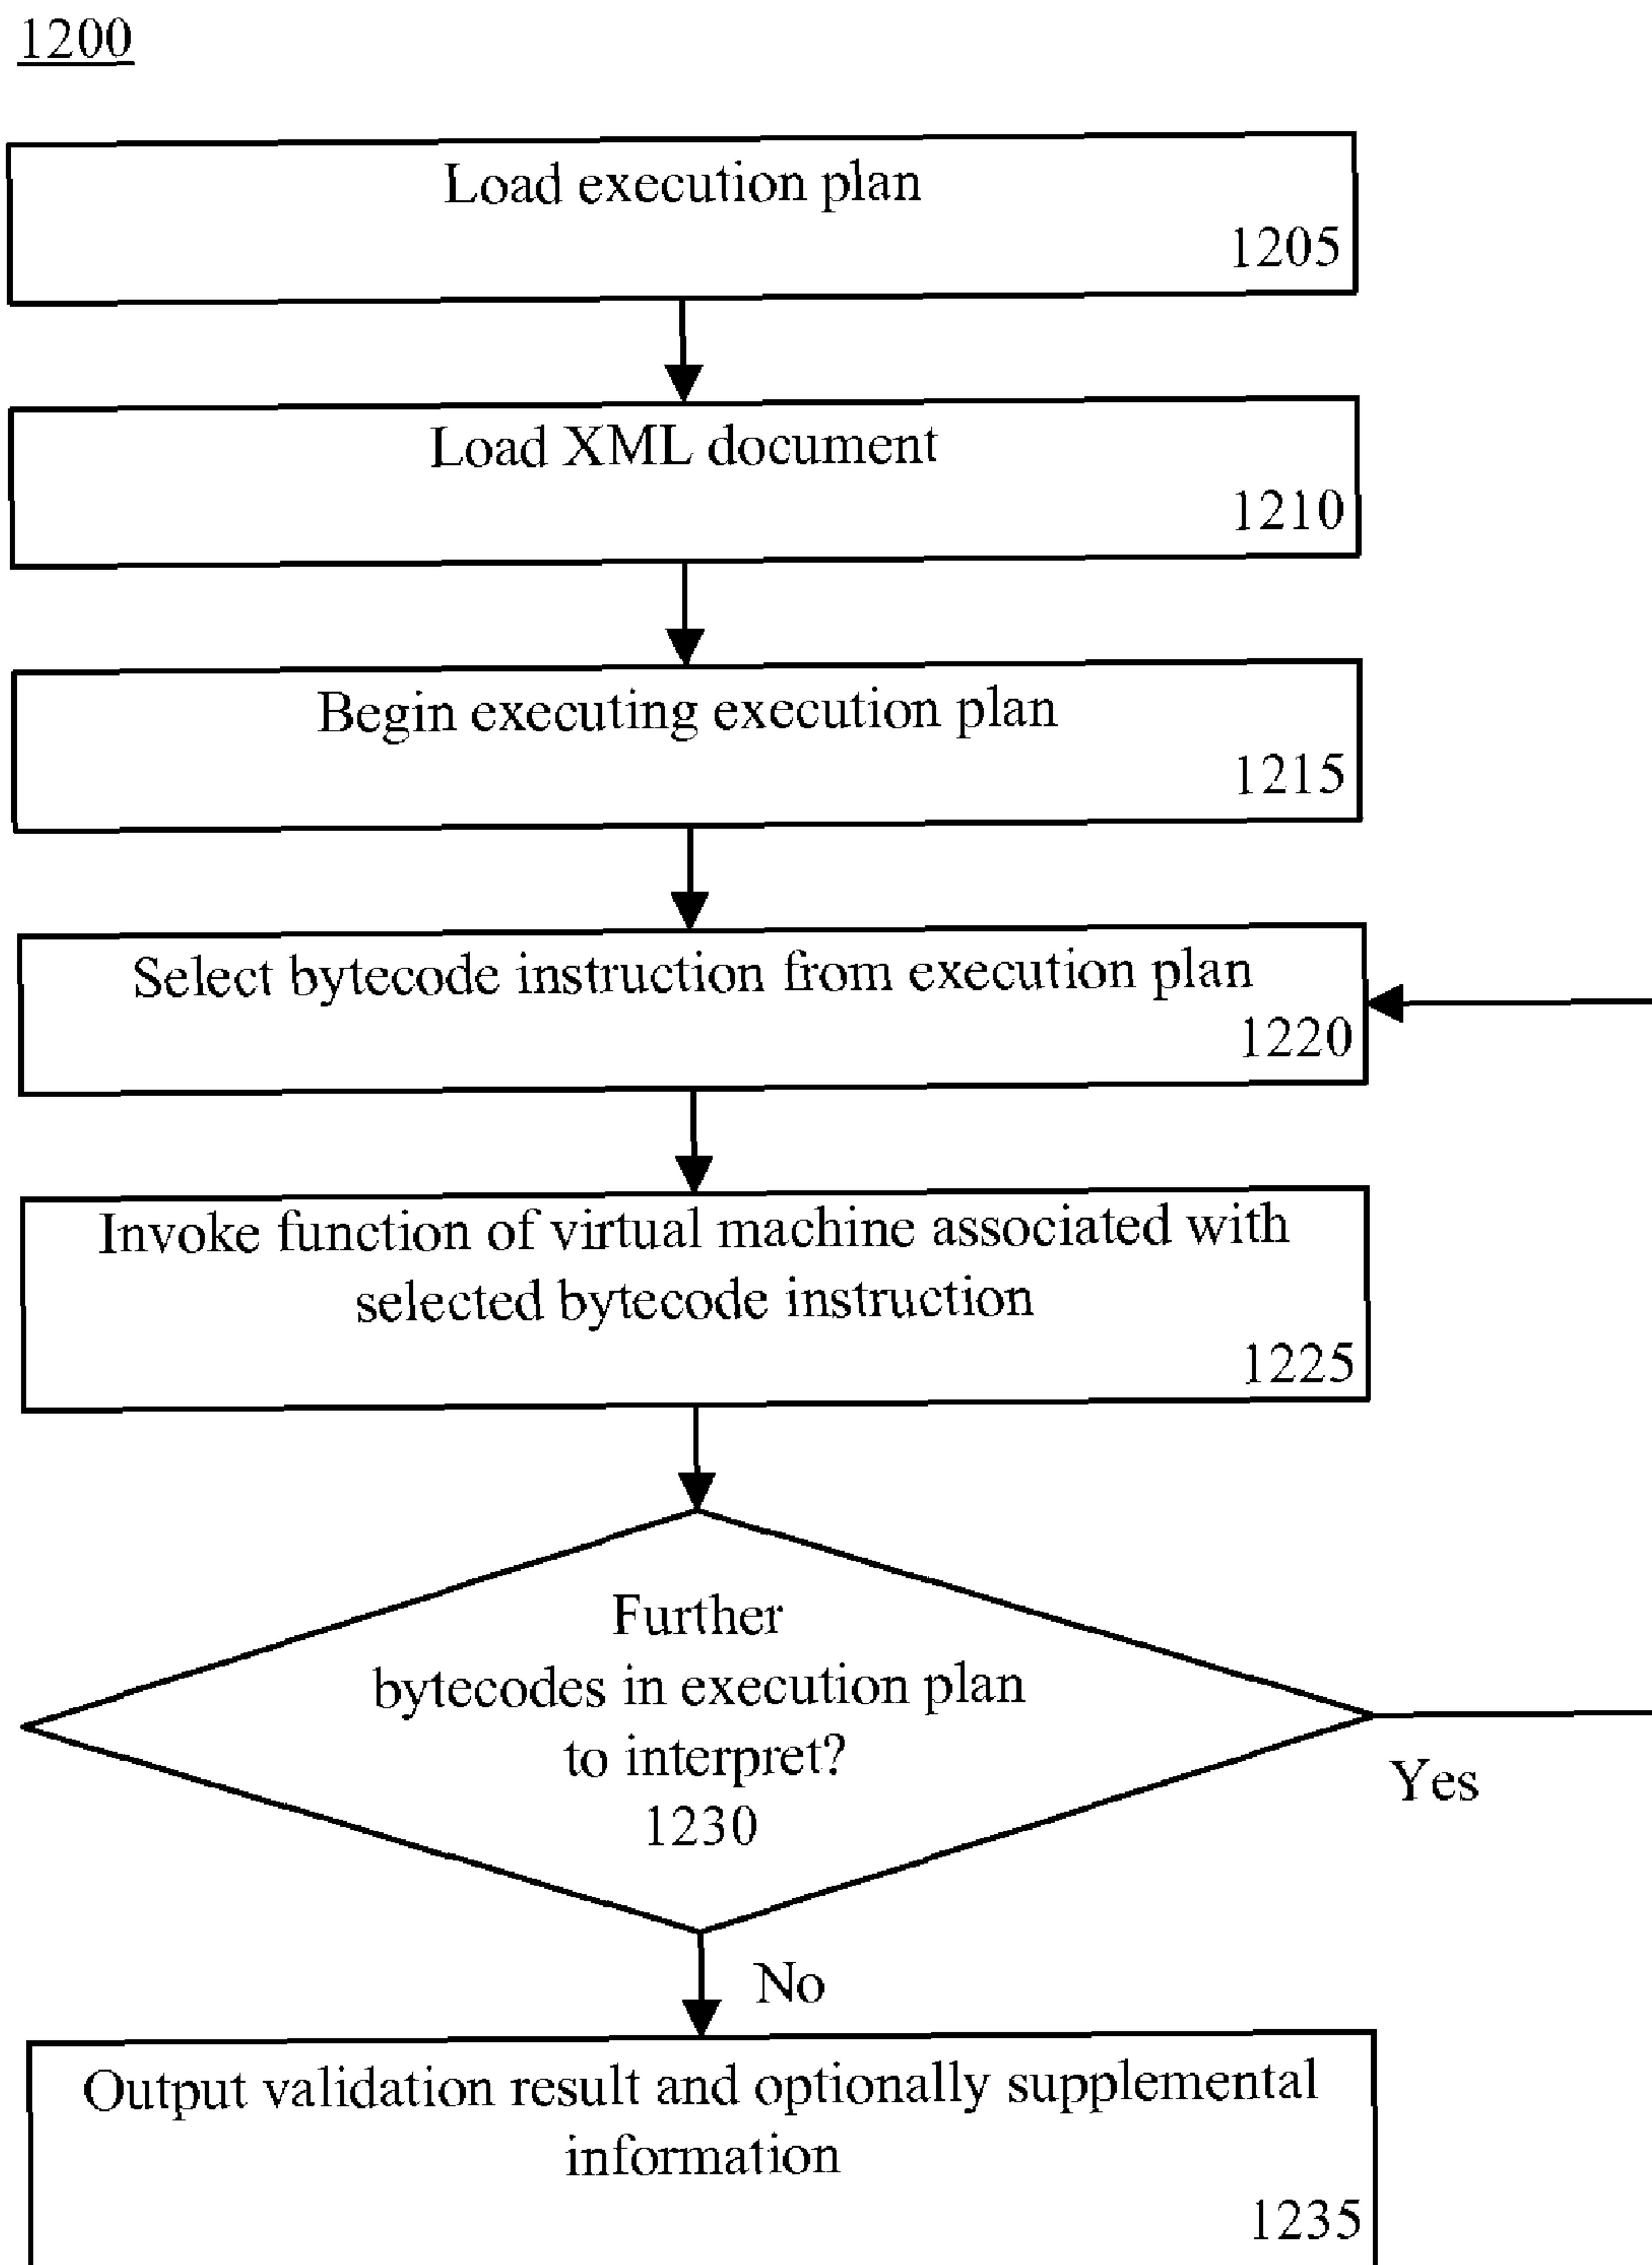 1200
Load execution plan
1205
Load XML document
1210
Begin executing execution plan
1215
Select bytecode instruction from execution plan
1220
Invoke function of virtual machine associated with
selected bytecode instruction
1225
Further
bytecodes in execution plan
to interpret?
1230
Yes
No
Output validation result and optionally supplemental
information
1235